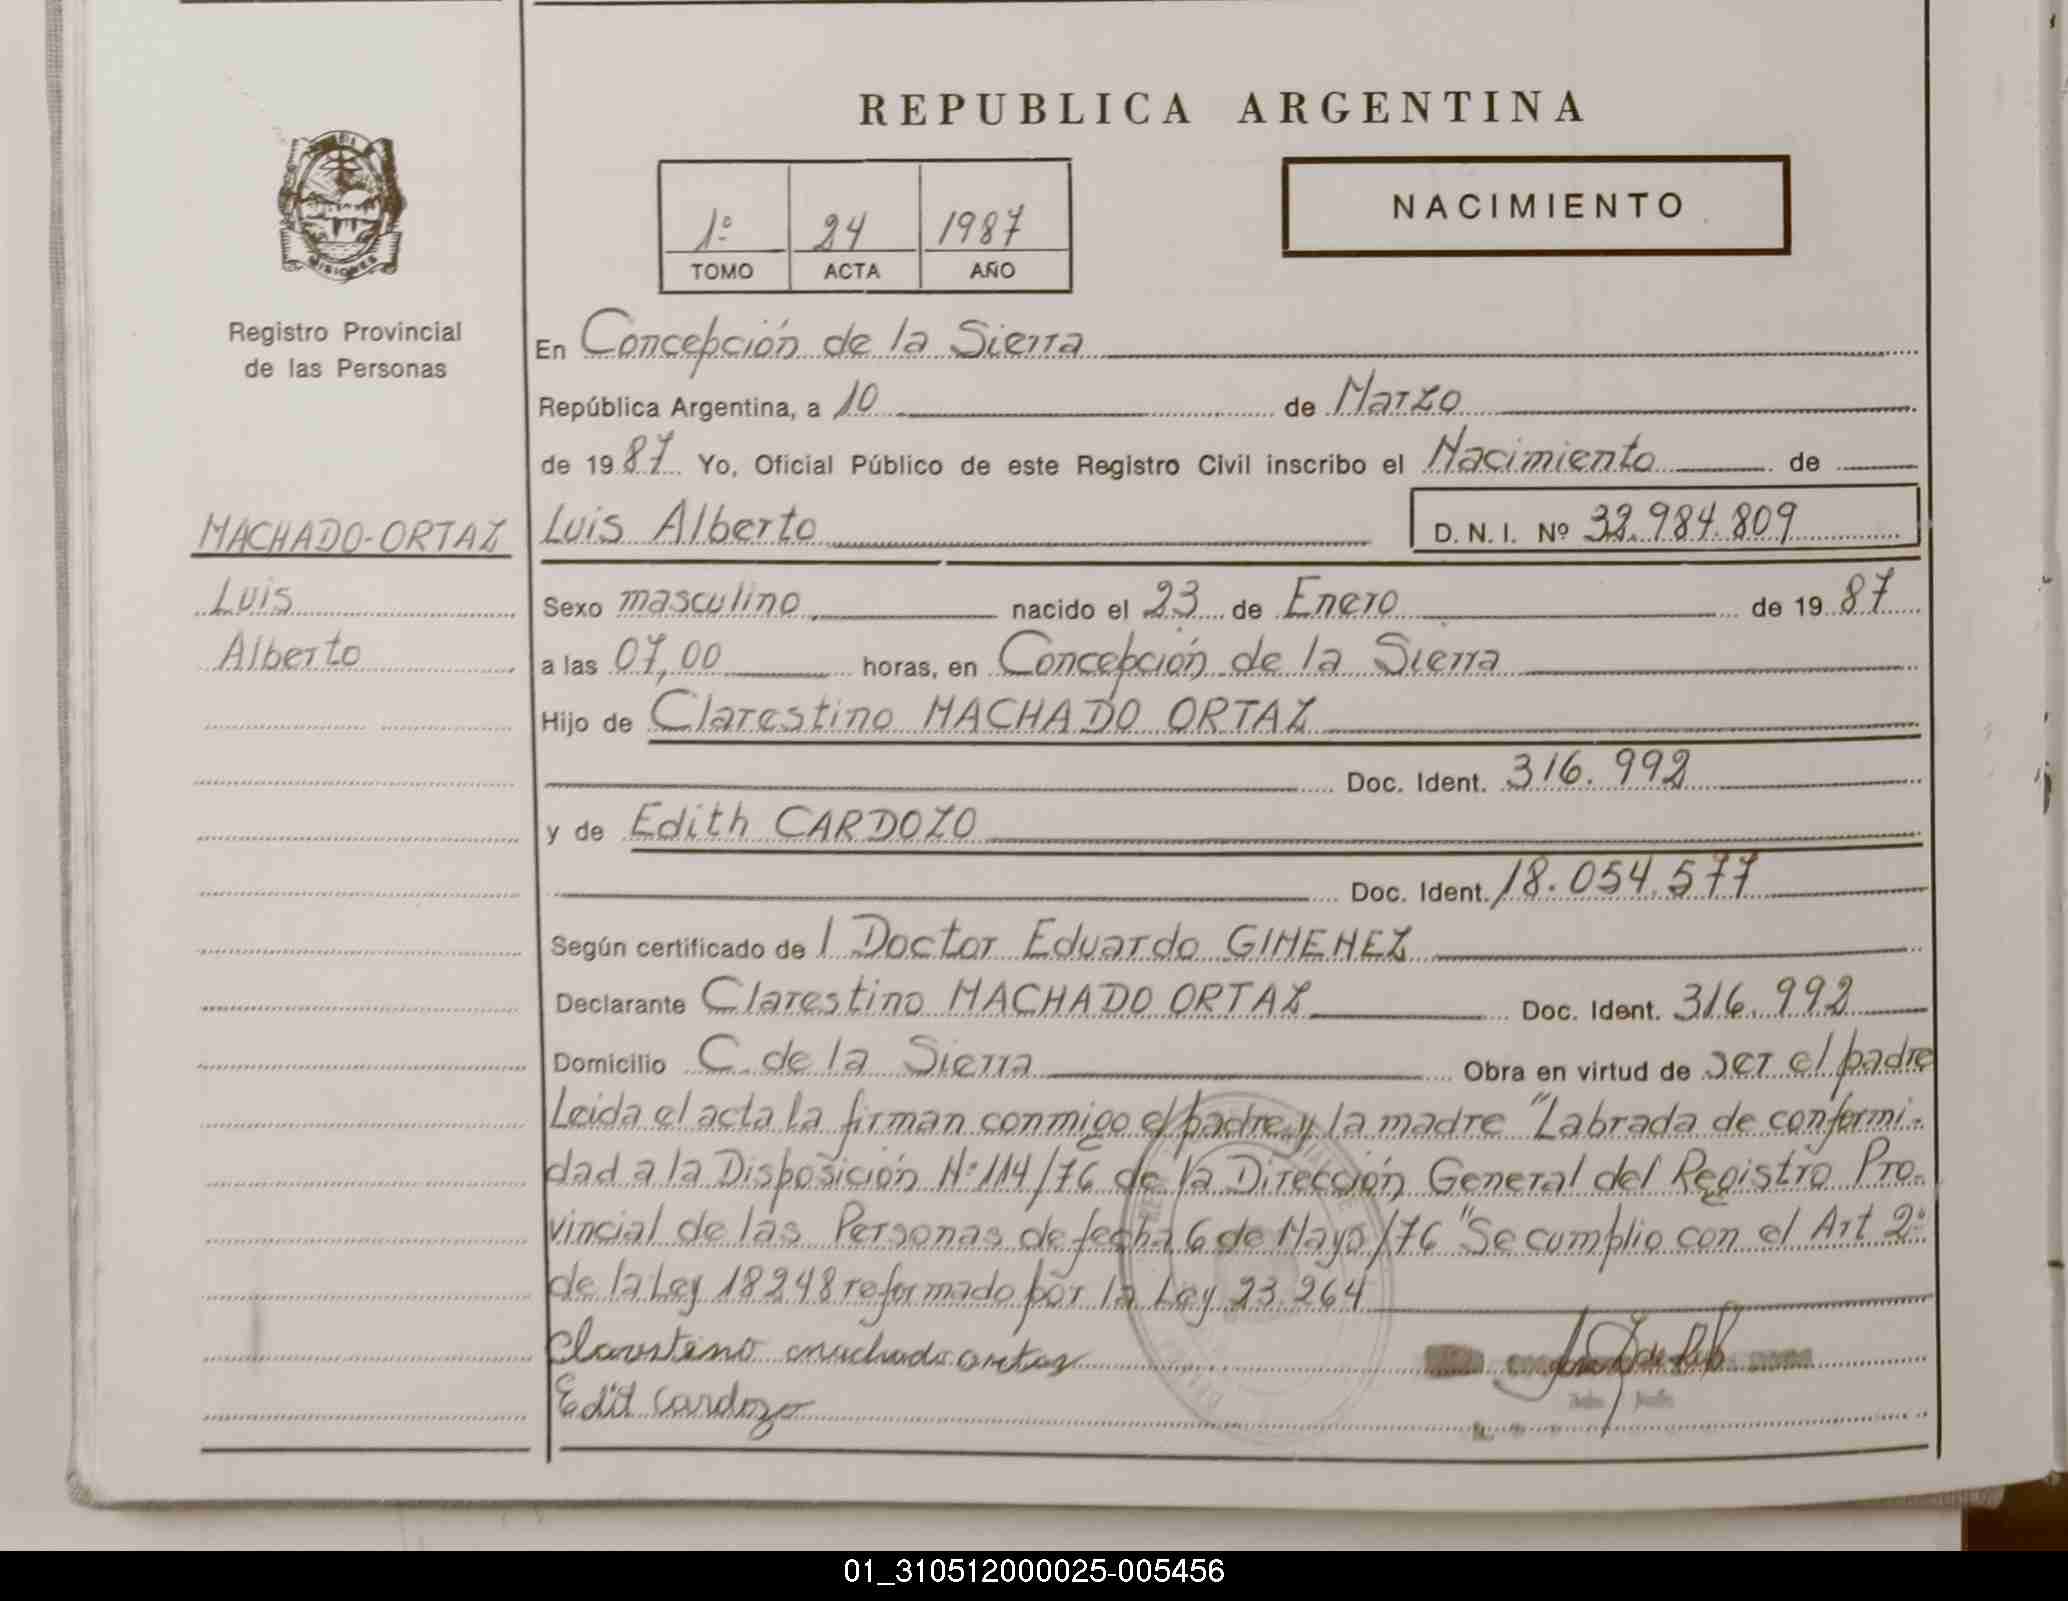 REPUBLICA ARGENTINA
NACIMIENTO
1º 24 1987
TOMO ACTA AÑO
MISIONES
Registro Provincial
de las Personas
En Concepción de la Sierra
República Argentina, a 10 de Marzo
de 1987 Yo, Oficial Público de este Registro Civil inscribo el Nacimiento de
MACHADO-ORTAZ
Luis
Alberto
Luis Alberto D.N.I. Nº 32.984.809
Sexo masculino nacido el 23 de Enero de 1987
a las 07,00 horas, en Concepción de la Sierra
Hijo de Clarestino MACHADO ORTAZ
Doc. Ident. 316.992
y de Edith CARDOZO
Doc. Ident. 18.054.577
Según certificado del Doctor Eduardo GIMENEZ
Declarante Clarestino MACHADO ORTAZ Doc. Ident. 316.992
Domicilio C. de la Sierra Obra en virtud de ser el padre
Leida el acta la firman conmigo el padre y la madre "Labrada de conformi-
dad a la Disposición Nº 114/76 de la Dirección General del Registro Pro-
vincial de las Personas de fecha 6 de Mayo/76 "Se cumplio con el Art 2º
de la Ley 18248 reformado por la Ley 23.264
Clarestino machado ortaz
Edit Cardozo
01_310512000025-005456